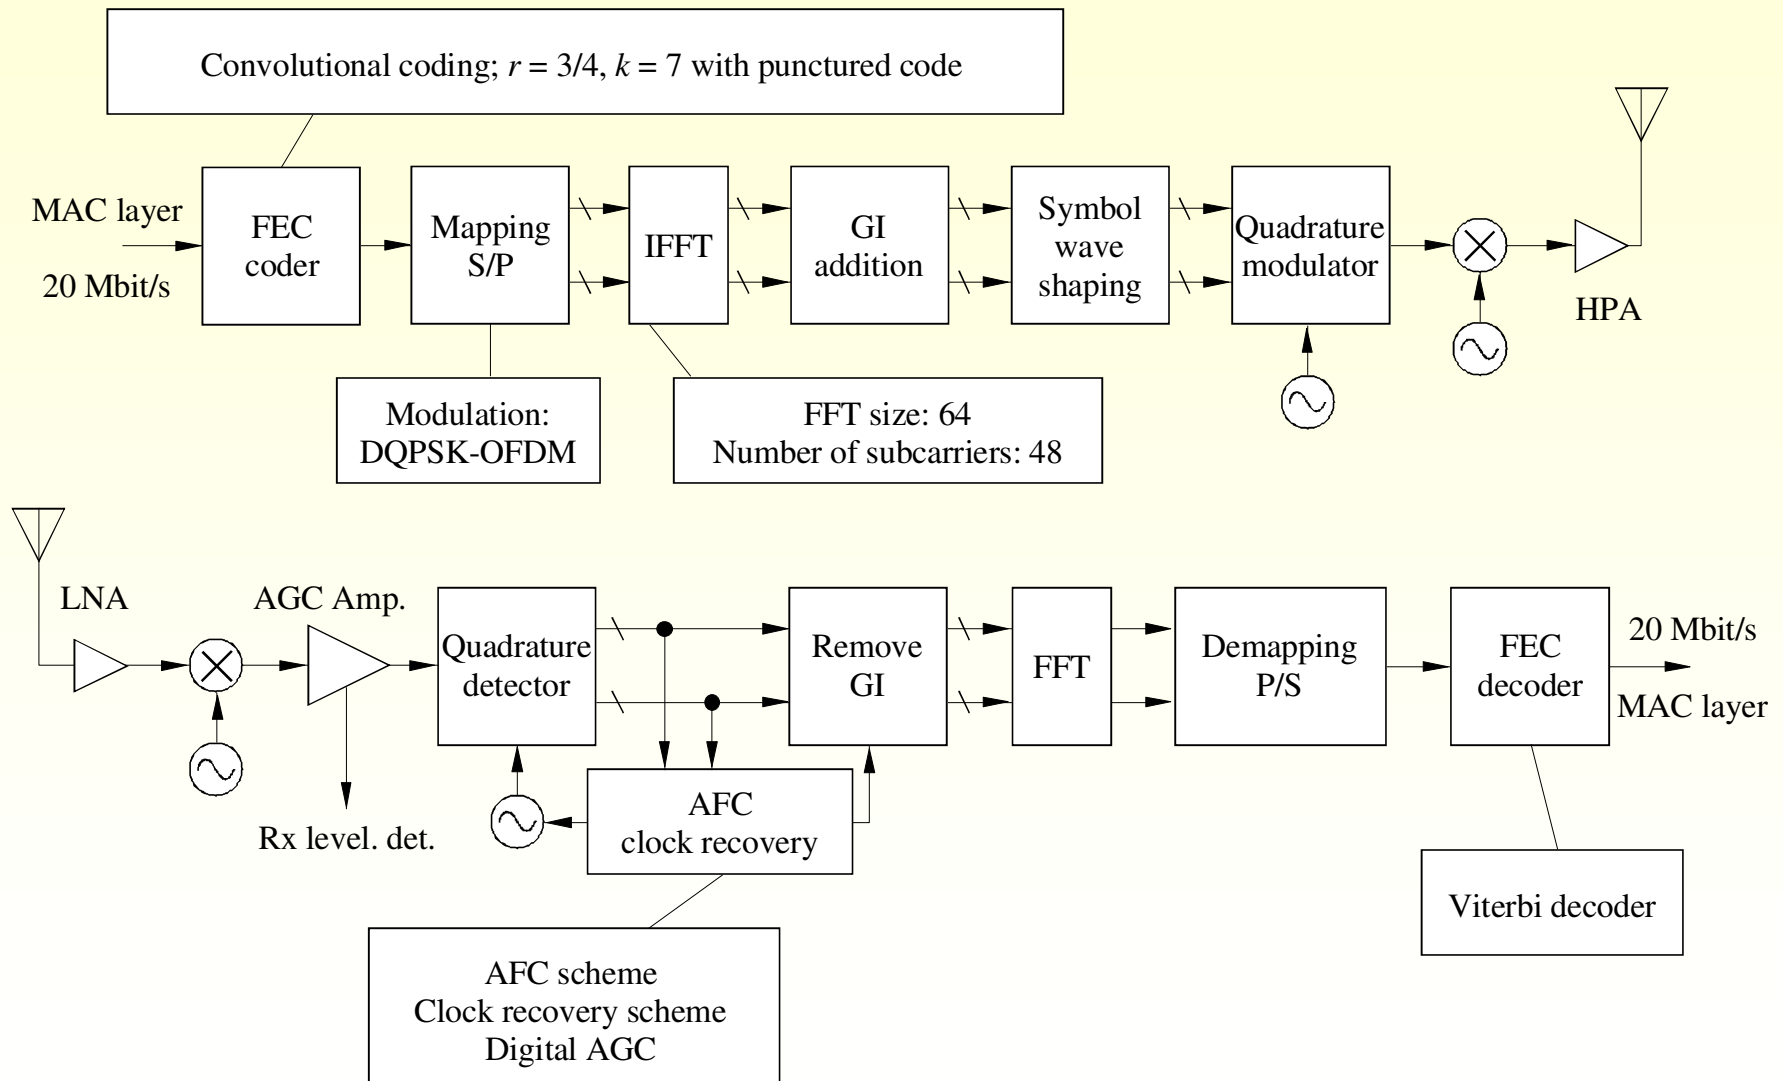 Convolutional coding; r = 3/4, k = 7 with punctured code
MAC layer
20 Mbit/s
FEC
coder
Mapping
S/P
IFFT
GI
addition
Symbol
wave
shaping
Quadrature
modulator
HPA
Modulation:
DQPSK-OFDM
FFT size: 64
Number of subcarriers: 48
LNA
AGC Amp.
Rx level. det.
Quadrature
detector
AFC
clock recovery
Remove
GI
FFT
Demapping
P/S
FEC
decoder
20 Mbit/s
MAC layer
Viterbi decoder
AFC scheme
Clock recovery scheme
Digital AGC